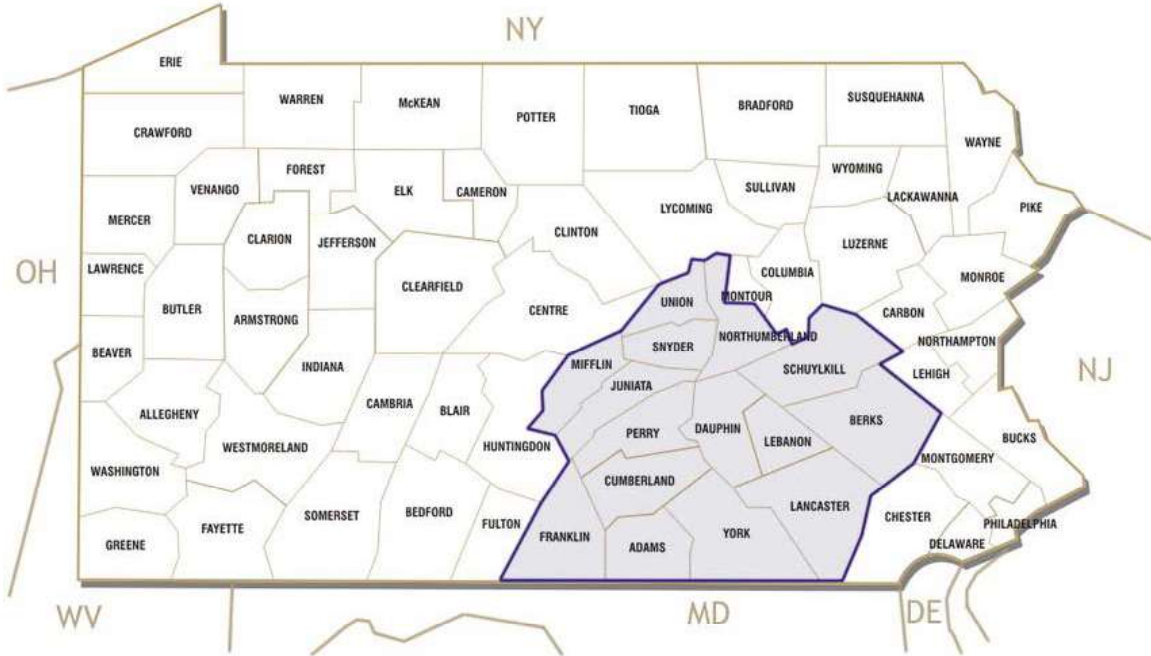 NY
ERIE
WARREN
McKEAN
POTTER
TIOGA
BRADFORD
SUSQUEHANNA
CRAWFORD
WAYNE
FOREST
VENANGO
ELK
CAMERON
SULLIVAN
WYOMING
LACKAWANNA
MERCER
LYCOMING
PIKE
CLARION
JEFFERSON
CLINTON
LUZERNE
OH
LAWRENCE
CLEARFIELD
COLUMBIA
MONROE
BUTLER
ARMSTRONG
CENTRE
UNION
MONTOUR
CARBON
BEAVER
INDIANA
SNYDER
NORTHUMBERLAND
NORTHAMPTON
MIFFLIN
SCHUYLKILL
LEHIGH
NJ
JUNIATA
ALLEGHENY
CAMBRIA
BLAIR
BERKS
WESTMORELAND
HUNTINGDON
PERRY
DAUPHIN
LEBANON
BUCKS
WASHINGTON
MONTGOMERY
CUMBERLAND
LANCASTER
FAYETTE
SOMERSET
BEDFORD
FULTON
CHESTER
PHILADELPHIA
GREENE
FRANKLIN
ADAMS
YORK
DELAWARE
WV
MD
DE